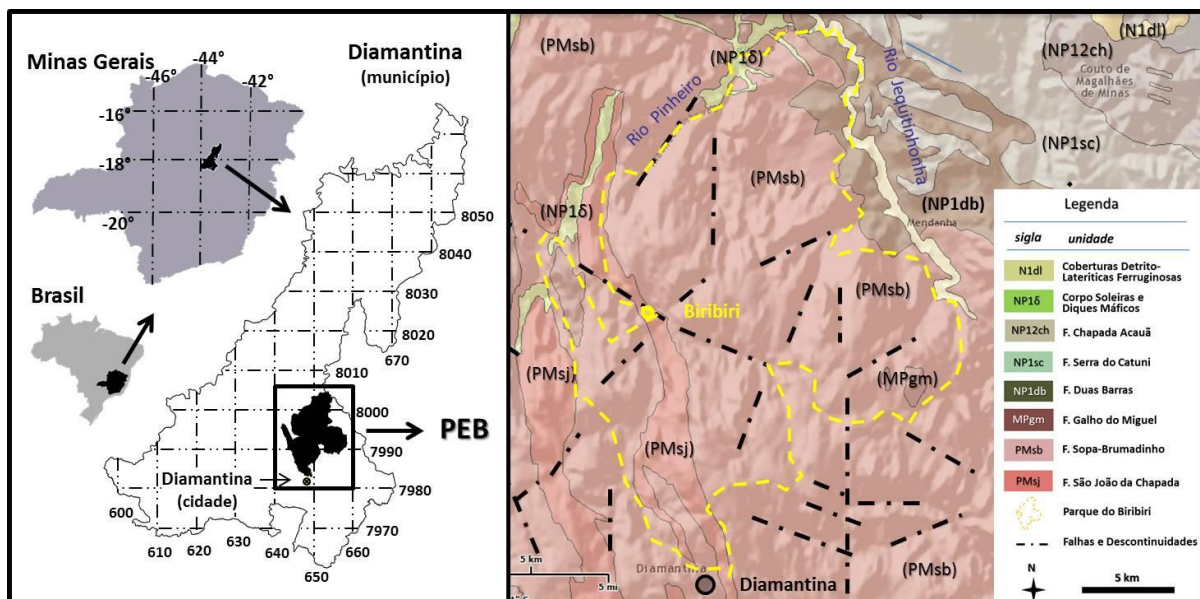 Minas Gerais
-46°
-44°
-42°
-16°
-18°
-20°
Brasil
Diamantina
(município)
8050
8040
8030
8020
670
8010
8000
7990
7980
7970
600
610
620
630
640
650
660
PEB
Diamantina
(cidade)
(PMsb)
(NP1δ)
Rio Pinheiro
Rio Jequitinhonha
(N1dl)
(NP12ch)
Couto de
Magalhães
de Minas
(NP1sc)
(PMsb)
(NP1δ)
(NP1db)
Mendanha
(PMsb)
Biribiri
(PMsj)
(MPgm)
(PMsj)
(PMsb)
5 km
5 mi
Diamantina
Diamantina
Legenda
sigla unidade
N1dl Coberturas Detrito-
Lateriticas Ferruginosas
NP1δ Corpo Soleiras e
Diques Máficos
NP12ch F. Chapada Acauã
NP1sc F. Serra do Catuni
NP1db F. Duas Barras
MPgm F. Galho do Miguel
PMsb F. Sopa-Brumadinho
PMsj F. São João da Chapada
Parque do Biribiri
Falhas e Descontinuidades
N
5 km